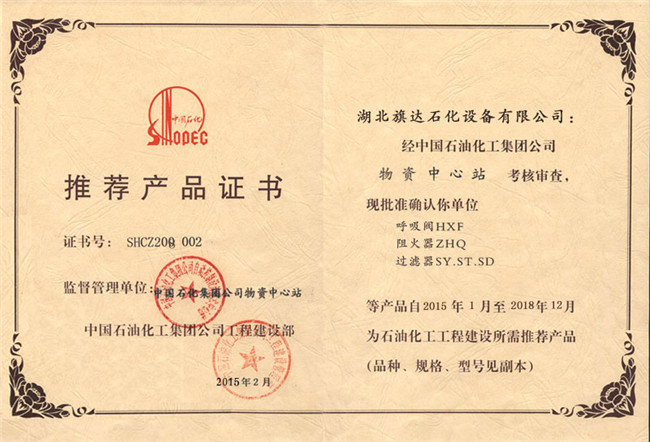 中国石化
SINOPEC
推荐产品证书
证书号: SHCZ200 002
监督管理单位:中国石化集团公司物资中心站
中国石油化工集团公司工程建设部
2015年2月
湖北旗达石化设备有限公司:
经中国石油化工集团公司
物資中心站 考核审查,
现批准确认你单位
呼吸阀HXF
阻火器ZHQ
过滤器SY.ST.SD
等产品自2015年1月至2018年12月
为石油化工工程建设所需推荐产品
(品种、规格、型号见副本)